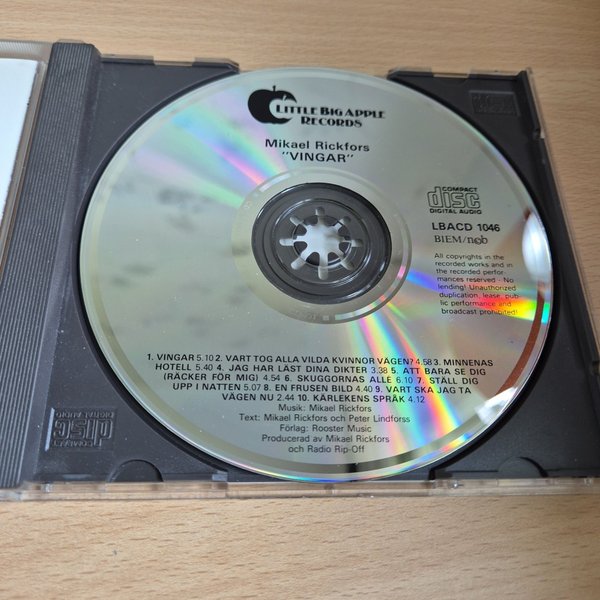 LITTLE BIG APPLE
RECORDS
Mikael Rickfors
"VINGAR"
COMPACT
disc
DIGITAL AUDIO
LBACD 1046
BIEM/n©b
All copyrights in the
recorded works and in
the recorded perfor-
mances reserved - No
lending! Unauthorized
duplication, lease, pub
lic performance and
broadcast prohibited!
1. VINGAR 5.10 2. VART TOG ALLA VILDA KVINNOR VÄGEN? 4.58 3. MINNENAS
HOTELL 5.40 4. JAG HAR LÄST DINA DIKTER 3.38 5. ATT BARA SE DIG
(RÄCKER FÖR MIG) 4.54 6. SKUGGORNAS ALLE 6.10 7. STÄLL DIG
UPP I NATTEN 5.07 8. EN FRUSEN BILD 4.40 9. VART SKA JAG TA
VÄGEN NU 2.44 10. KÄRLEKENS SPRÅK 4.12
Musik: Mikael Rickfors
Text: Mikael Rickfors och Peter Lindforss
Förlag: Rooster Music
Producerad av Mikael Rickfors
och Radio Rip-Off
COMPACT
disc
DIGITAL AUDIO